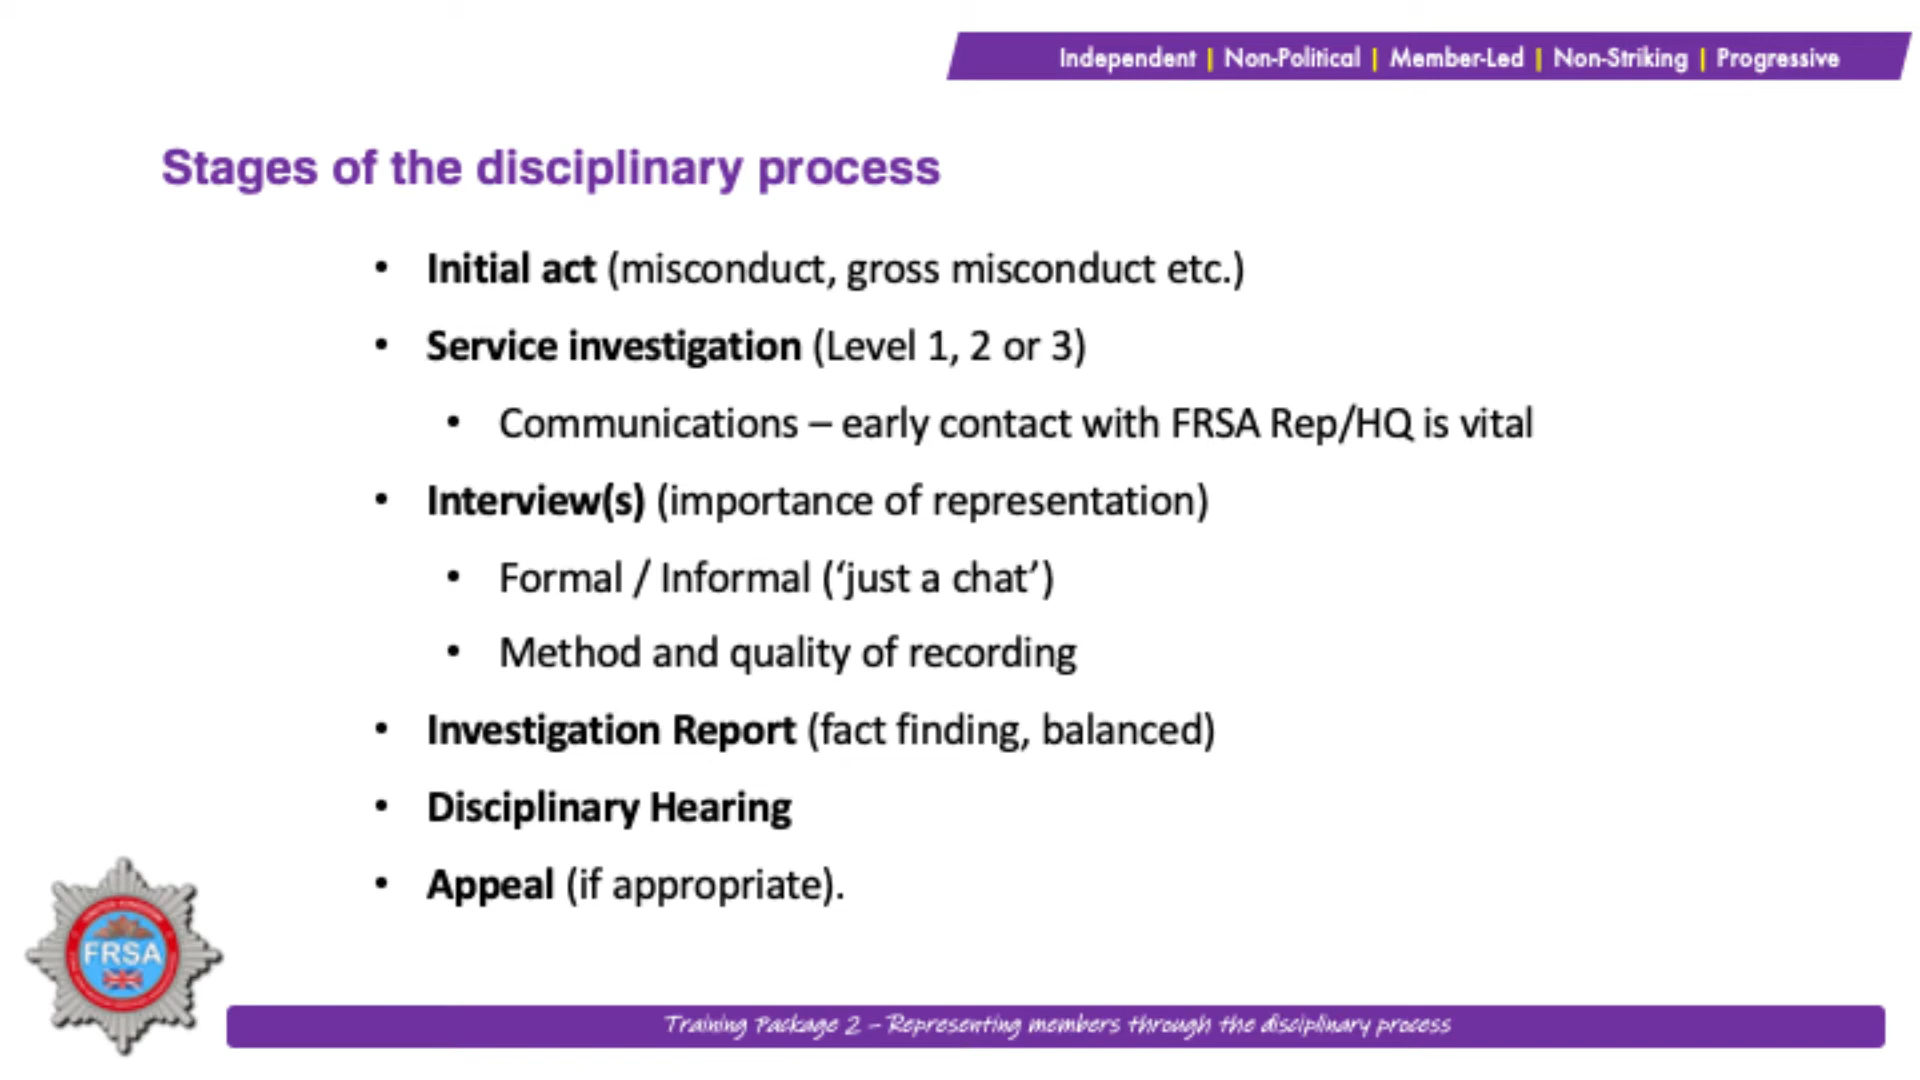 Independent | Non-Political | Member-Led | Non-Striking | Progressive
Stages of the disciplinary process
• Initial act (misconduct, gross misconduct etc.)
• Service investigation (Level 1, 2 or 3)
• Communications – early contact with FRSA Rep/HQ is vital
• Interview(s) (importance of representation)
• Formal / Informal (‘just a chat’)
• Method and quality of recording
• Investigation Report (fact finding, balanced)
• Disciplinary Hearing
• Appeal (if appropriate).
FRSA
Training Package 2 – Representing members through the disciplinary process